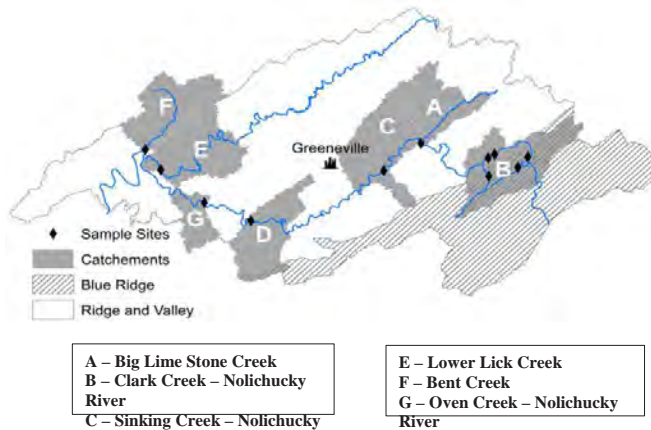 F
A
C
Greeneville
E
B
G
D
Sample Sites
Catchements
Blue Ridge
Ridge and Valley
A – Big Lime Stone Creek
B – Clark Creek – Nolichucky
River
C – Sinking Creek – Nolichucky
E – Lower Lick Creek
F – Bent Creek
G – Oven Creek – Nolichucky
River